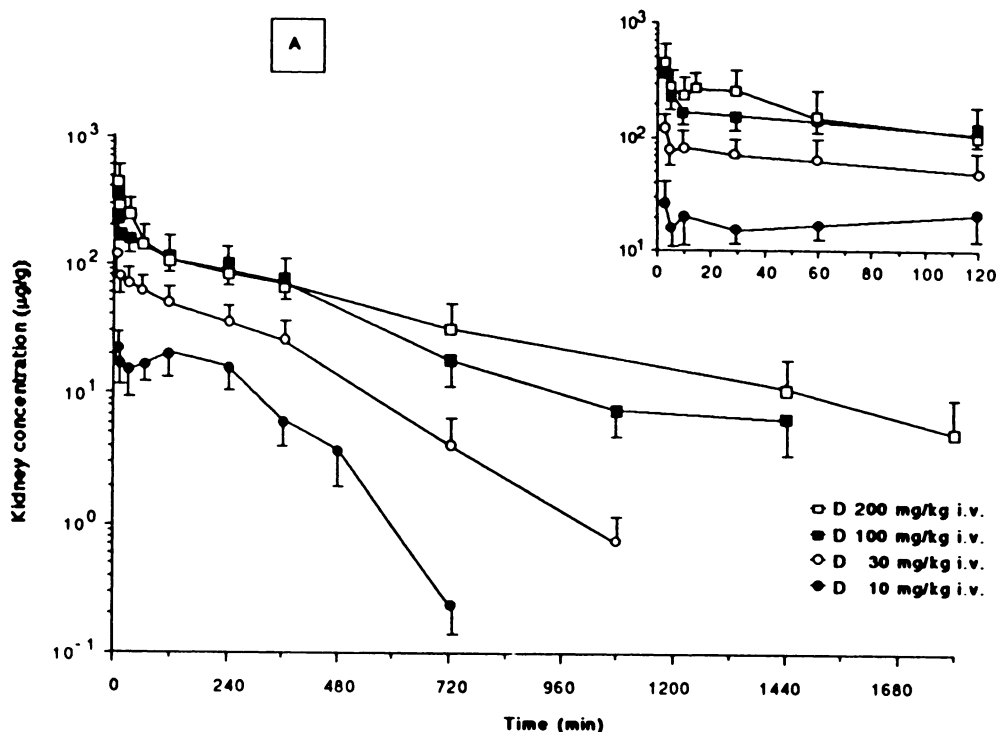 A
10³
10²
10¹
0 20 40 60 80 100 120
10³
10²
10¹
10⁰
10⁻¹
Kidney concentration (µg/g)
0 240 480 720 960 1200 1440 1680
Time (min)
D 200 mg/kg i.v.
D 100 mg/kg i.v.
D 30 mg/kg i.v.
D 10 mg/kg i.v.